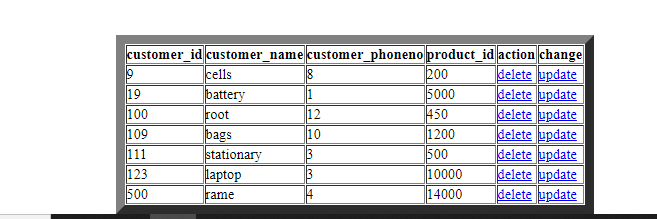 customer_id customer_name customer_phoneno product_id action change
9 cells 8 200 delete update
19 battery 1 5000 delete update
100 root 12 450 delete update
109 bags 10 1200 delete update
111 stationary 3 500 delete update
123 laptop 3 10000 delete update
500 rame 4 14000 delete update